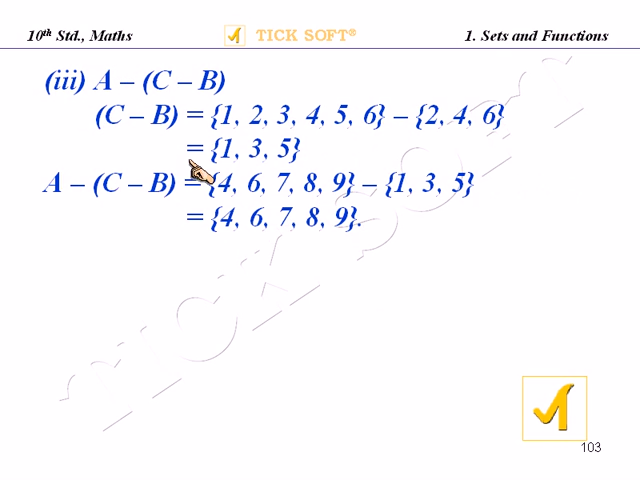 10th Std., Maths
TICK SOFT®
1. Sets and Functions
(iii) A – (C – B)
(C – B) = {1, 2, 3, 4, 5, 6} – {2, 4, 6}
= {1, 3, 5}
A – (C – B) = {4, 6, 7, 8, 9} – {1, 3, 5}
= {4, 6, 7, 8, 9}.
103